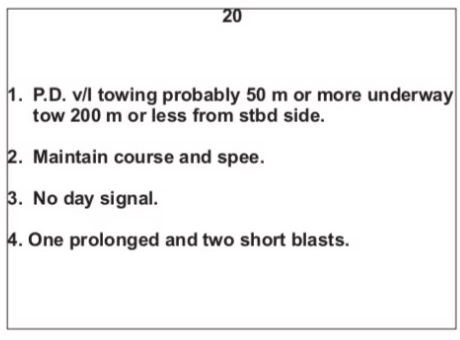 20
1. P.D. v/l towing probably 50 m or more underway
tow 200 m or less from stbd side.
2. Maintain course and spee.
3. No day signal.
4. One prolonged and two short blasts.